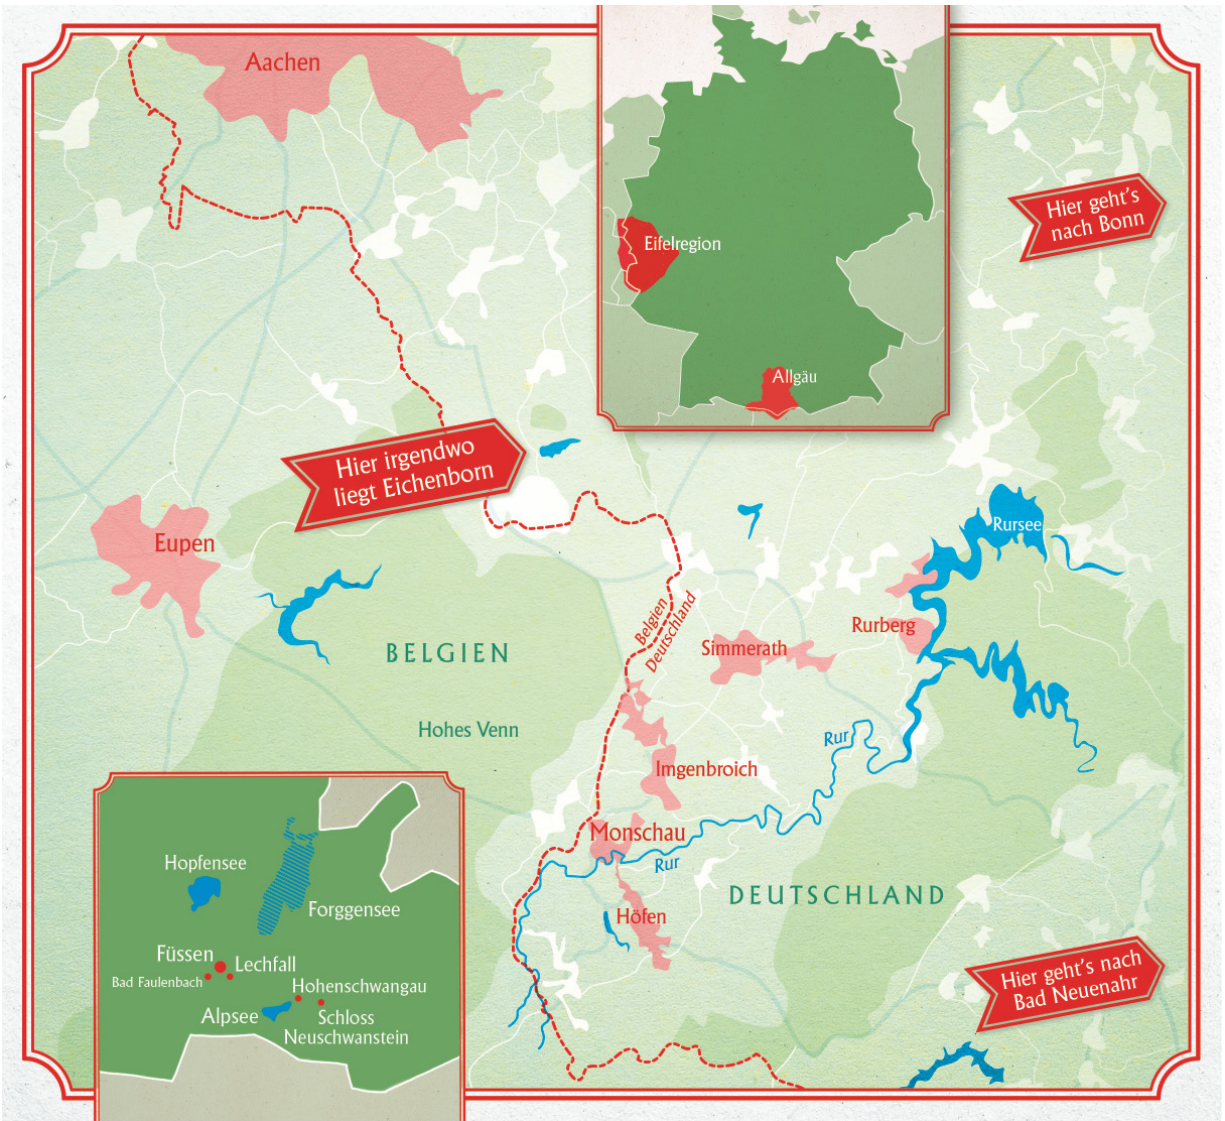 Aachen
Hier geht's
nach Bonn
Eifelregion
Allgäu
Hier irgendwo
liegt Eichenborn
Eupen
Rursee
Belgien
Deutschland
Rurberg
Simmerath
BELGIEN
Hohes Venn
Rur
Imgenbroich
Monschau
Rur
DEUTSCHLAND
Höfen
Hopfensee
Forggensee
Füssen
Lechfall
Bad Faulenbach
Hohenschwangau
Alpsee
Schloss
Neuschwanstein
Hier geht's nach
Bad Neuenahr